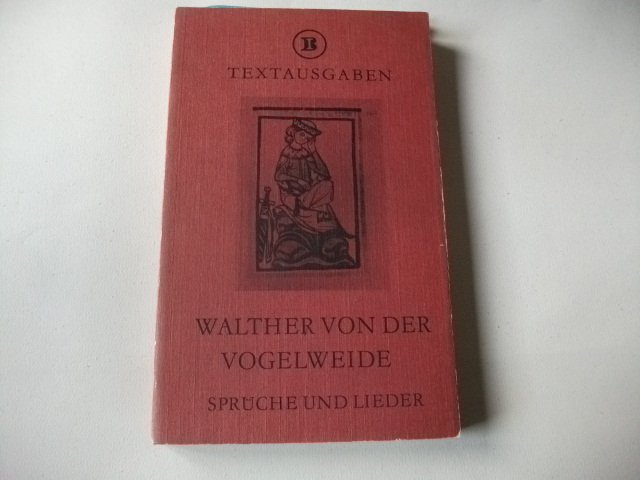 B
TEXTAUSGABEN
WALTHER VON DER
VOGELWEIDE
SPRÜCHE UND LIEDER